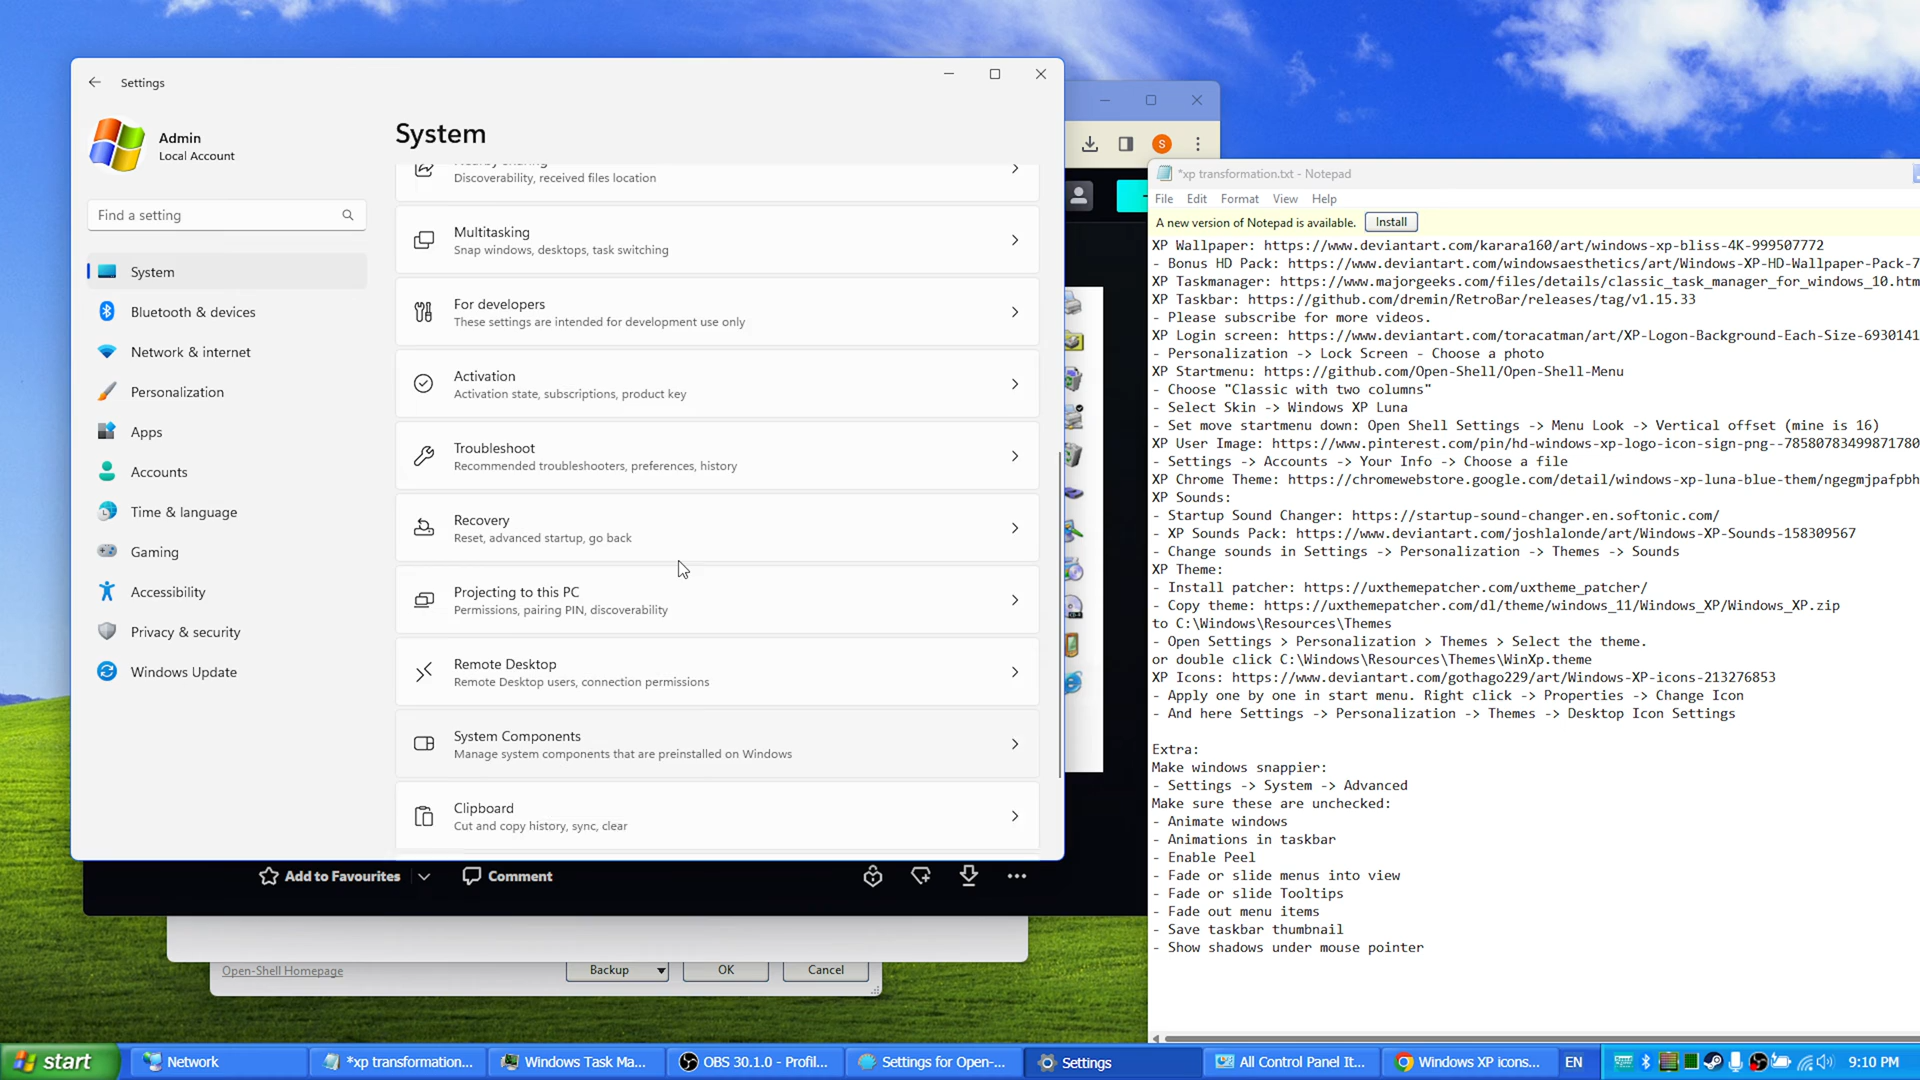 Settings
Admin
Local Account
Find a setting
System
Bluetooth & devices
Network & internet
Personalization
Apps
Accounts
Time & language
Gaming
Accessibility
Privacy & security
Windows Update
System
Nearby sharing
Discoverability, received files location
Multitasking
Snap windows, desktops, task switching
For developers
These settings are intended for development use only
Activation
Activation state, subscriptions, product key
Troubleshoot
Recommended troubleshooters, preferences, history
Recovery
Reset, advanced startup, go back
Projecting to this PC
Permissions, pairing PIN, discoverability
Remote Desktop
Remote Desktop users, connection permissions
System Components
Manage system components that are preinstalled on Windows
Clipboard
Cut and copy history, sync, clear
S
Add to Favourites
Comment
Open-Shell Homepage
Backup
OK
Cancel
*xp transformation.txt - Notepad
File Edit Format View Help
A new version of Notepad is available. Install
XP Wallpaper: https://www.deviantart.com/karara160/art/windows-xp-bliss-4K-999507772
- Bonus HD Pack: https://www.deviantart.com/windowsaesthetics/art/Windows-XP-HD-Wallpaper-Pack-7
XP Taskmanager: https://www.majorgeeks.com/files/details/classic_task_manager_for_windows_10.htm
XP Taskbar: https://github.com/dremin/RetroBar/releases/tag/v1.15.33
- Please subscribe for more videos.
XP Login screen: https://www.deviantart.com/toracatman/art/XP-Logon-Background-Each-Size-6930141
- Personalization -> Lock Screen - Choose a photo
XP Startmenu: https://github.com/Open-Shell/Open-Shell-Menu
- Choose "Classic with two columns"
- Select Skin -> Windows XP Luna
- Set move startmenu down: Open Shell Settings -> Menu Look -> Vertical offset (mine is 16)
XP User Image: https://www.pinterest.com/pin/hd-windows-xp-logo-icon-sign-png--78580783499871780
- Settings -> Accounts -> Your Info -> Choose a file
XP Chrome Theme: https://chromewebstore.google.com/detail/windows-xp-luna-blue-them/ngegmjpafpbh
XP Sounds:
- Startup Sound Changer: https://startup-sound-changer.en.softonic.com/
- XP Sounds Pack: https://www.deviantart.com/joshlalonde/art/Windows-XP-Sounds-158309567
- Change sounds in Settings -> Personalization -> Themes -> Sounds
XP Theme:
- Install patcher: https://uxthemepatcher.com/uxtheme_patcher/
- Copy theme: https://uxthemepatcher.com/dl/theme/windows_11/Windows_XP/Windows_XP.zip
to C:\Windows\Resources\Themes
- Open Settings > Personalization > Themes > Select the theme.
or double click C:\Windows\Resources\Themes\WinXp.theme
XP Icons: https://www.deviantart.com/gothago229/art/Windows-XP-icons-213276853
- Apply one by one in start menu. Right click -> Properties -> Change Icon
- And here Settings -> Personalization -> Themes -> Desktop Icon Settings
Extra:
Make windows snappier:
- Settings -> System -> Advanced
Make sure these are unchecked:
- Animate windows
- Animations in taskbar
- Enable Peel
- Fade or slide menus into view
- Fade or slide Tooltips
- Fade out menu items
- Save taskbar thumbnail
- Show shadows under mouse pointer
start Network *xp transformation... Windows Task Ma... OBS 30.1.0 - Profil... Settings for Open-... Settings All Control Panel It... Windows XP icons... EN 9:10 PM